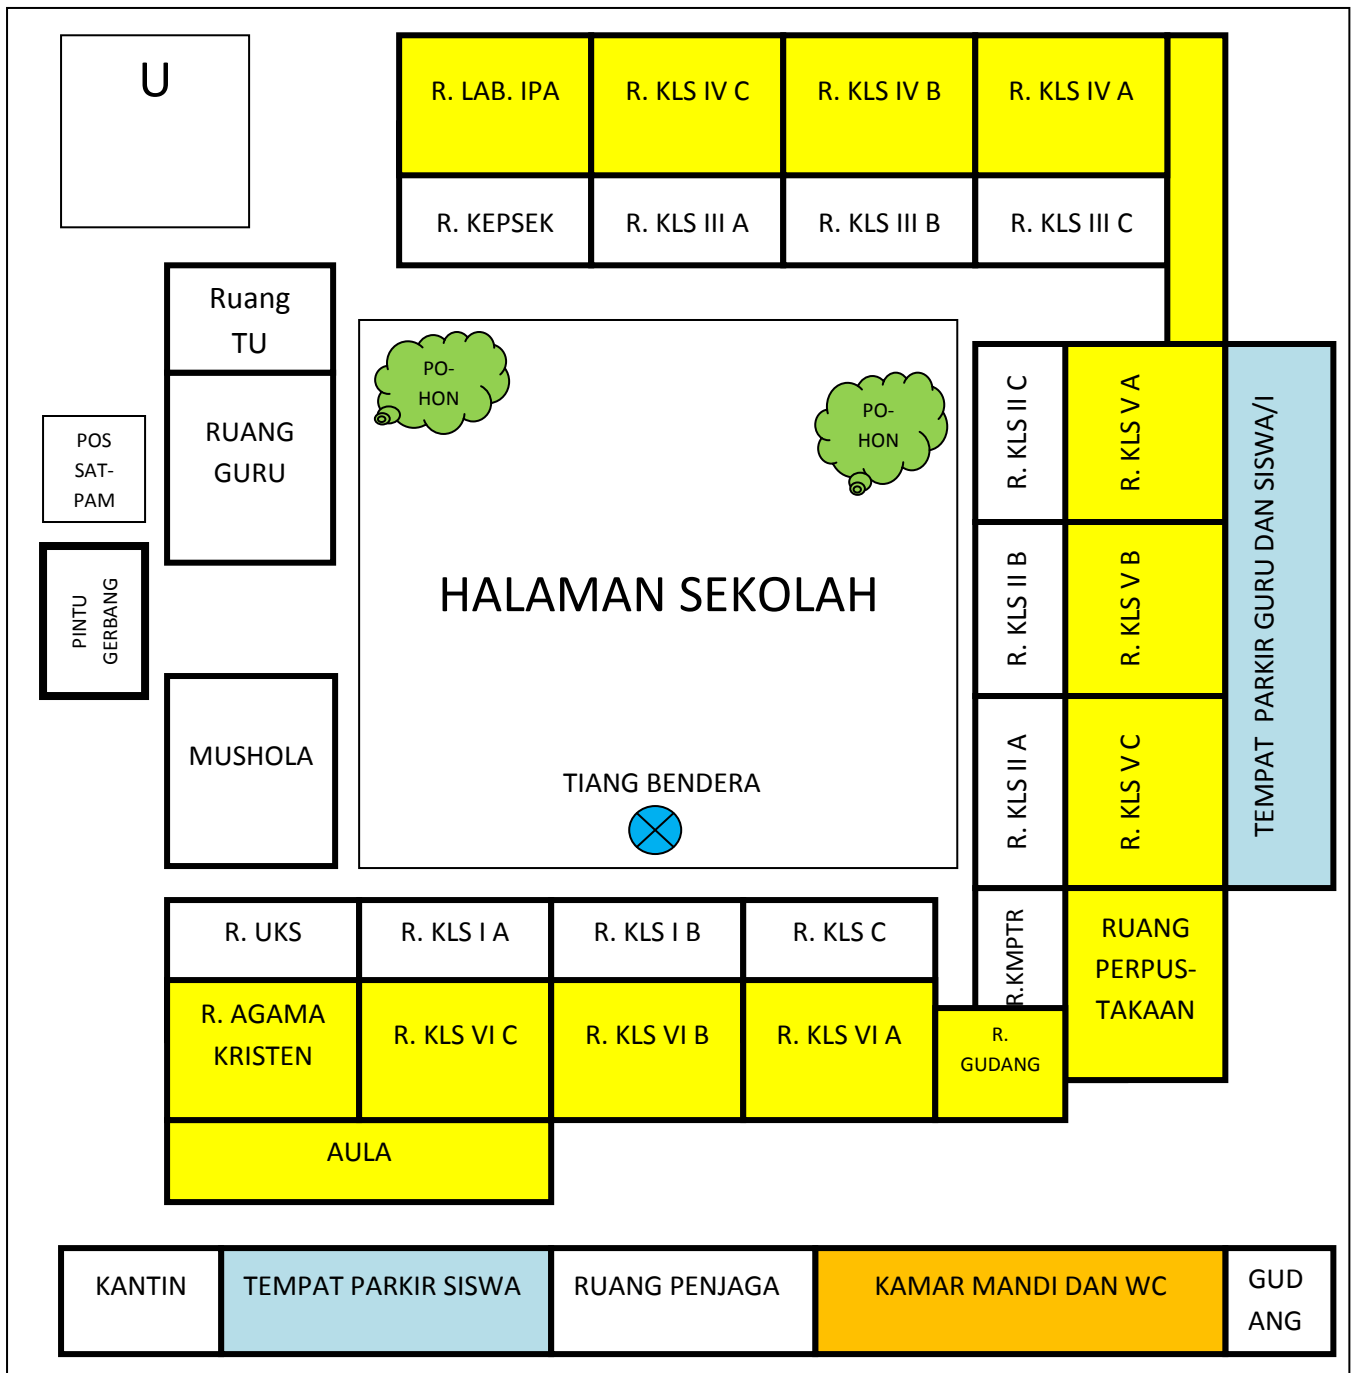 U
R. LAB. IPA
R. KLS IV C
R. KLS IV B
R. KLS IV A
R. KEPSEK
R. KLS III A
R. KLS III B
R. KLS III C
Ruang
TU
RUANG
GURU
POS
SAT-
PAM
PINTU
GERBANG
MUSHOLA
PO-
HON
PO-
HON
HALAMAN SEKOLAH
TIANG BENDERA
R. KLS II C
R. KLS V A
R. KLS II B
R. KLS V B
R. KLS II A
R. KLS V C
TEMPAT PARKIR GURU DAN SISWA/I
R.KMPTR
RUANG
PERPUS-
TAKAAN
R. UKS
R. KLS I A
R. KLS I B
R. KLS C
R. AGAMA
KRISTEN
R. KLS VI C
R. KLS VI B
R. KLS VI A
R.
GUDANG
AULA
KANTIN
TEMPAT PARKIR SISWA
RUANG PENJAGA
KAMAR MANDI DAN WC
GUD
ANG